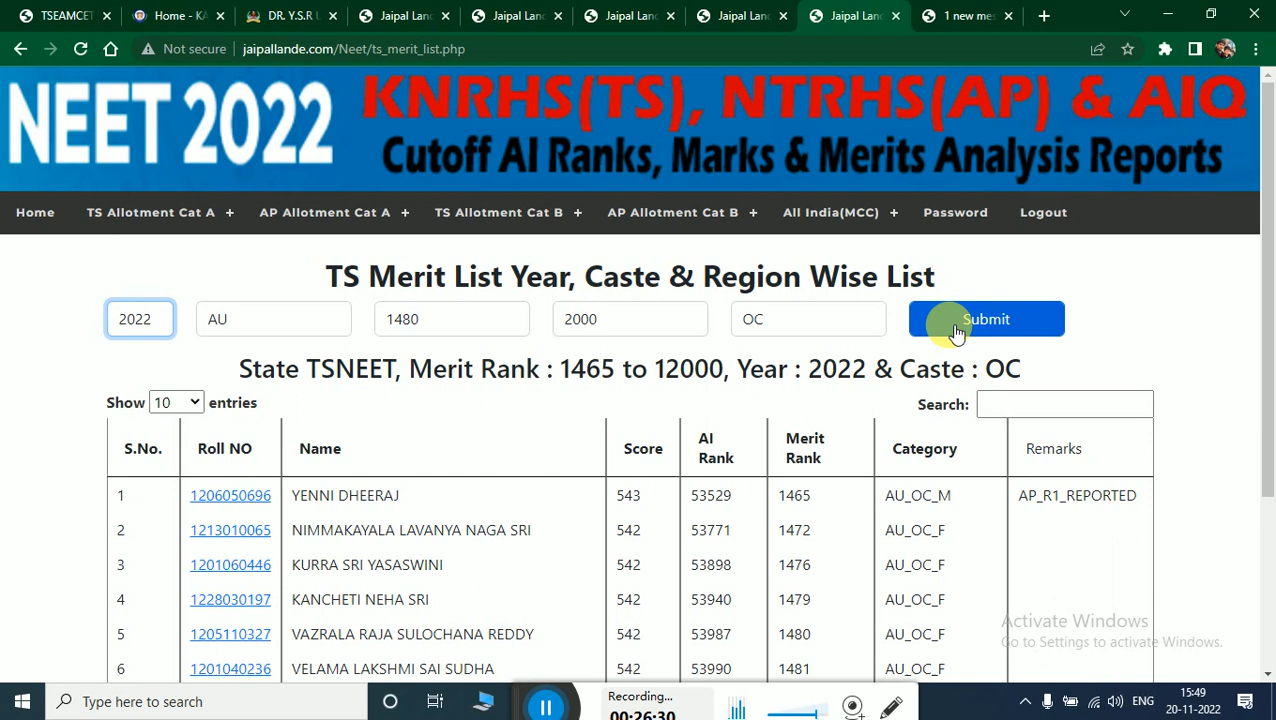 TSEAMCET
Home - KA
DR. Y.S.R U
Jaipal Lanc
Jaipal Lanc
Jaipal Lanc
Jaipal Lanc
Jaipal Lanc
1 new mes
Not secure
jaipallande.com/Neet/ts_merit_list.php
NEET 2022
KNRHS(TS), NTRHS(AP) & AIQ
Cutoff AI Ranks, Marks & Merits Analysis Reports
Home TS Allotment Cat A + AP Allotment Cat A + TS Allotment Cat B + AP Allotment Cat B + All India(MCC) + Password Logout
TS Merit List Year, Caste & Region Wise List
2022 AU 1480 2000 OC Submit
State TSNEET, Merit Rank : 1465 to 12000, Year : 2022 & Caste : OC
Show 10 entries Search:
S.No. Roll NO Name Score AI Rank Merit Rank Category Remarks
1 1206050696 YENNI DHEERAJ 543 53529 1465 AU_OC_M AP_R1_REPORTED
2 1213010065 NIMMAKAYALA LAVANYA NAGA SRI 542 53771 1472 AU_OC_F
3 1201060446 KURRA SRI YASASWINI 542 53898 1476 AU_OC_F
4 1228030197 KANCHETI NEHA SRI 542 53940 1479 AU_OC_F
5 1205110327 VAZRALA RAJA SULOCHANA REDDY 542 53987 1480 AU_OC_F
6 1201040236 VELAMA LAKSHMI SAI SUDHA 542 53990 1481 AU_OC_F
Activate Windows
Go to Settings to activate Windows.
Type here to search
Recording...
00:26:30
ENG
15:49
20-11-2022